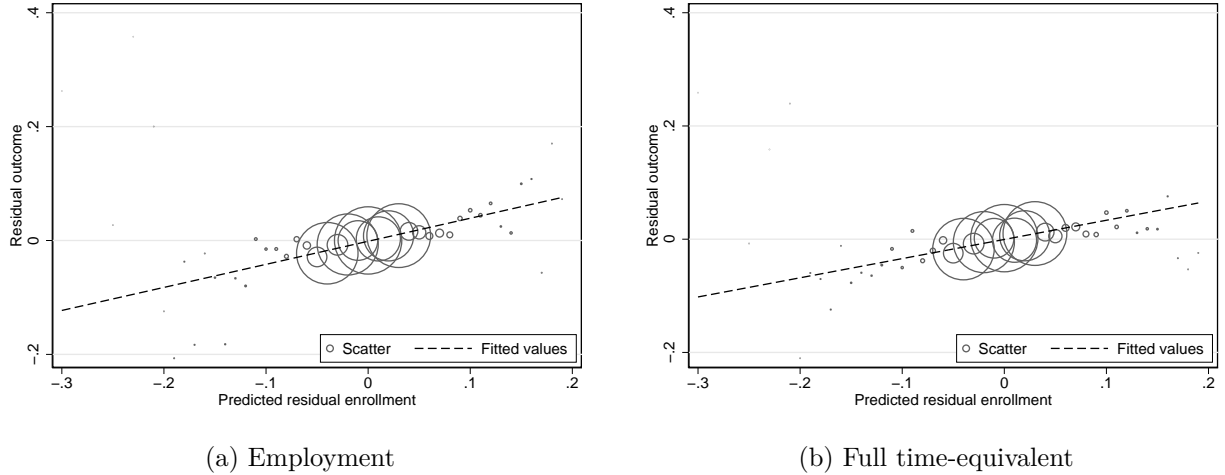 .4
.2
0
-.2
Residual outcome
-.3
-.2
-.1
0
.1
.2
Predicted residual enrollment
Scatter
Fitted values
(a) Employment
.4
.2
0
-.2
Residual outcome
-.3
-.2
-.1
0
.1
.2
Predicted residual enrollment
Scatter
Fitted values
(b) Full time-equivalent